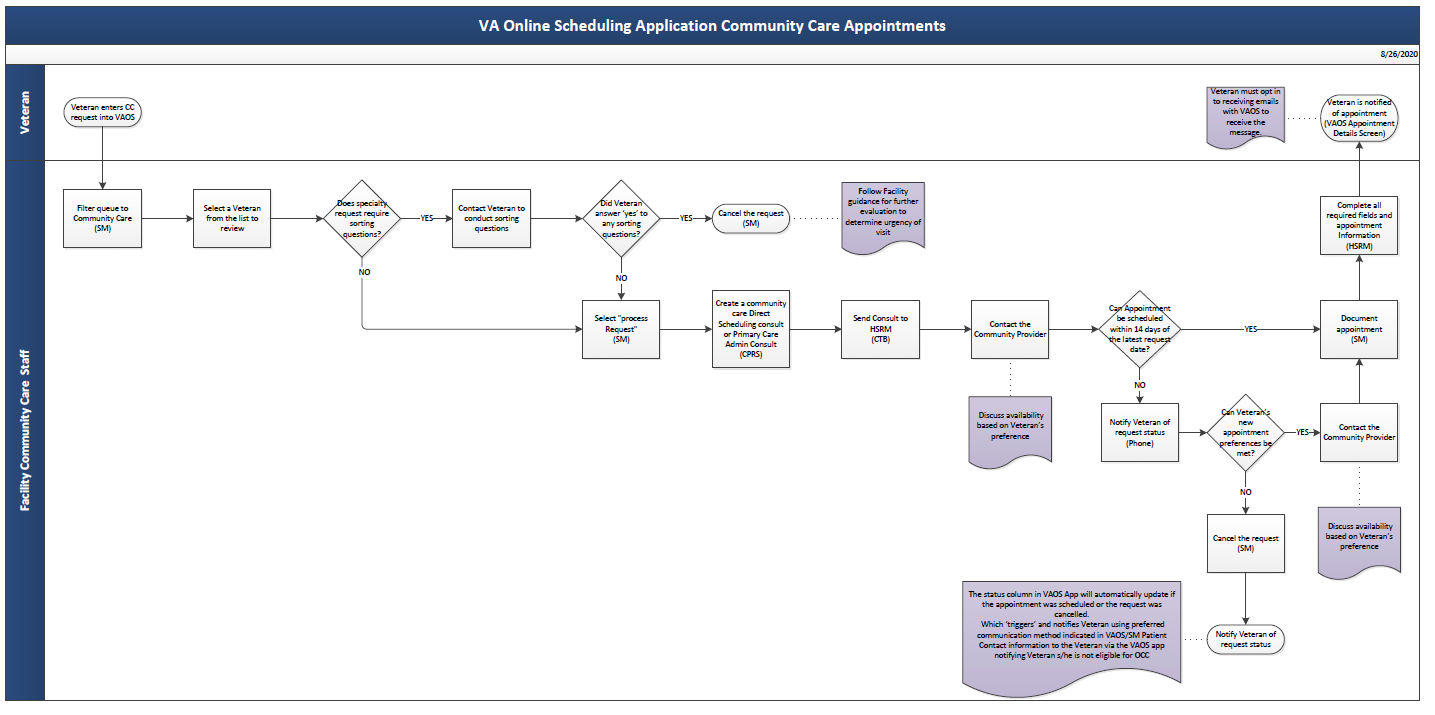 VA Online Scheduling Application Community Care Appointments
8/26/2020
Veteran
Veteran enters CC
request into VAOS
Veteran must opt in
to receiving emails
with VAOS to
receive the
message.
Veteran is notified
of appointment
(VAOS Appointment
Details Screen)
Facility Community Care Staff
Filter queue to
Community Care
(SM)
Select a Veteran
from the list to
review
Does specialty
request require
sorting
questions?
YES
Contact Veteran to
conduct sorting
questions
Did Veteran
answer 'yes' to
any sorting
questions?
YES
Cancel the request
(SM)
Follow Facility
guidance for further
evaluation to
determine urgency of
visit
Complete all
required fields and
appointment
Information
(HSRM)
NO
NO
Select "process
Request"
(SM)
Create a community
care Direct
Scheduling consult
or Primary Care
Admin Consult
(CPRS)
Send Consult to
HSRM
(CTB)
Contact the
Community Provider
Can Appointment
be scheduled
within 14 days of
the latest request
date?
YES
Document
appointment
(SM)
NO
Discuss availability
based on Veteran's
preference
Notify Veteran of
request status
(Phone)
Can Veteran's
new
appointment
preferences be
met?
YES
Contact the
Community Provider
NO
Cancel the request
(SM)
Discuss availability
based on Veteran's
preference
The status column in VAOS App will automatically update if
the appointment was scheduled or the request was
cancelled.
Which 'triggers' and notifies Veteran using preferred
communication method indicated in VAOS/SM Patient
Contact information to the Veteran via the VAOS app
notifying Veteran s/he is not eligible for OCC
Notify Veteran of
request status